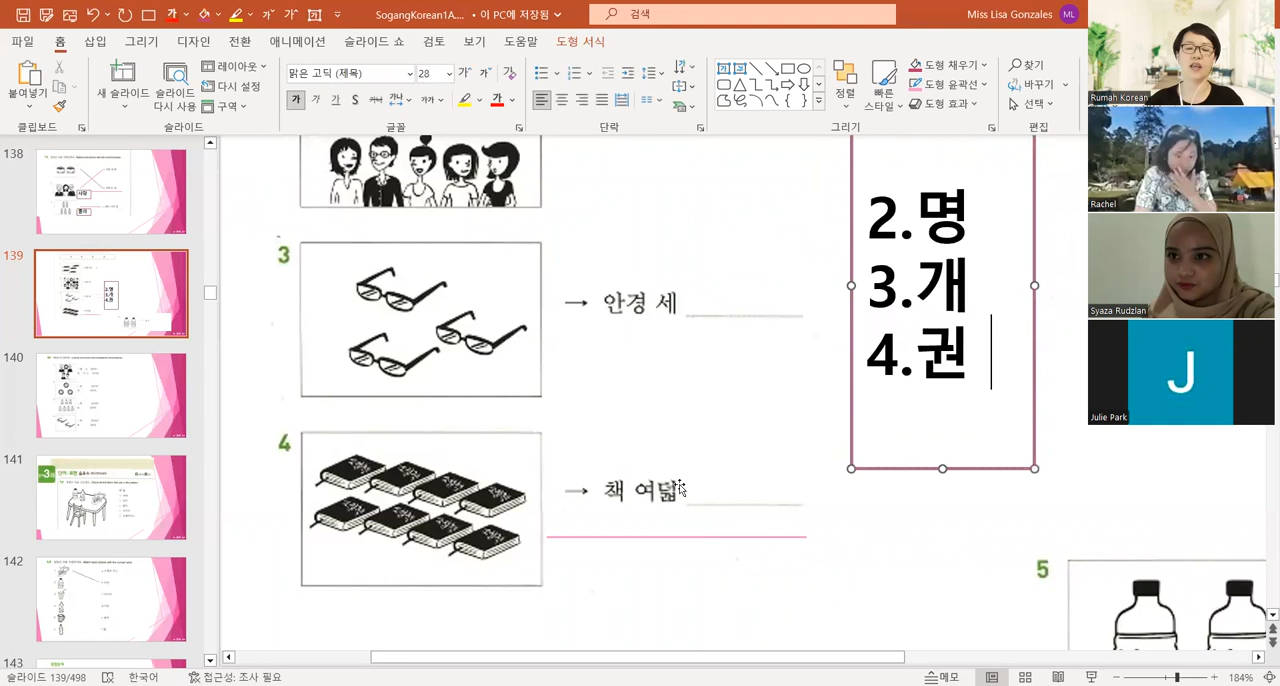 SogangKorean1A.... • 이 PC에 저장됨
검색
Miss Lisa Gonzales
ML
파일 홈 삽입 그리기 디자인 전환 애니메이션 슬라이드 쇼 검토 보기 도움말 도형 서식
붙여넣기
새 슬라이드
슬라이드 다시 사용
레이아웃
다시 설정
구역
맑은 고딕 (제목) 28
정렬
빠른 스타일
도형 채우기
도형 윤곽선
도형 효과
찾기
바꾸기
선택
클립보드 슬라이드 글꼴 단락 그리기 편집
138
139
140
141
142
143
2.명
3.개
4.권
3
→ 안경 세
4
→ 책 여덟
5
Rumah Korean
Rachel
Syaza Rudzlan
J
Julie Park
슬라이드 139/498
한국어
접근성: 조사 필요
메모
184%